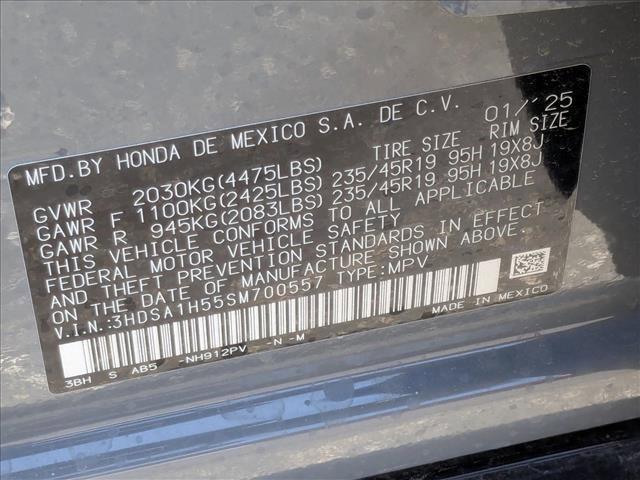 MFD.BY HONDA DE MEXICO S.A. DE C.V. 01/'25
TIRE SIZE RIM SIZE
GVWR 2030KG(4475LBS)
GAWR F 1100KG(2425LBS) 235/45R19 95H 19X8J
GAWR R 945KG(2083LBS) 235/45R19 95H 19X8J
THIS VEHICLE CONFORMS TO ALL APPLICABLE
FEDERAL MOTOR VEHICLE SAFETY
AND THEFT PREVENTION STANDARDS IN EFFECT
ON THE DATE OF MANUFACTURE SHOWN ABOVE.
V.I.N.:3HDSA1H55SM700557 TYPE:MPV
3BH S AB5 -NH912PV -N -M
MADE IN MEXICO